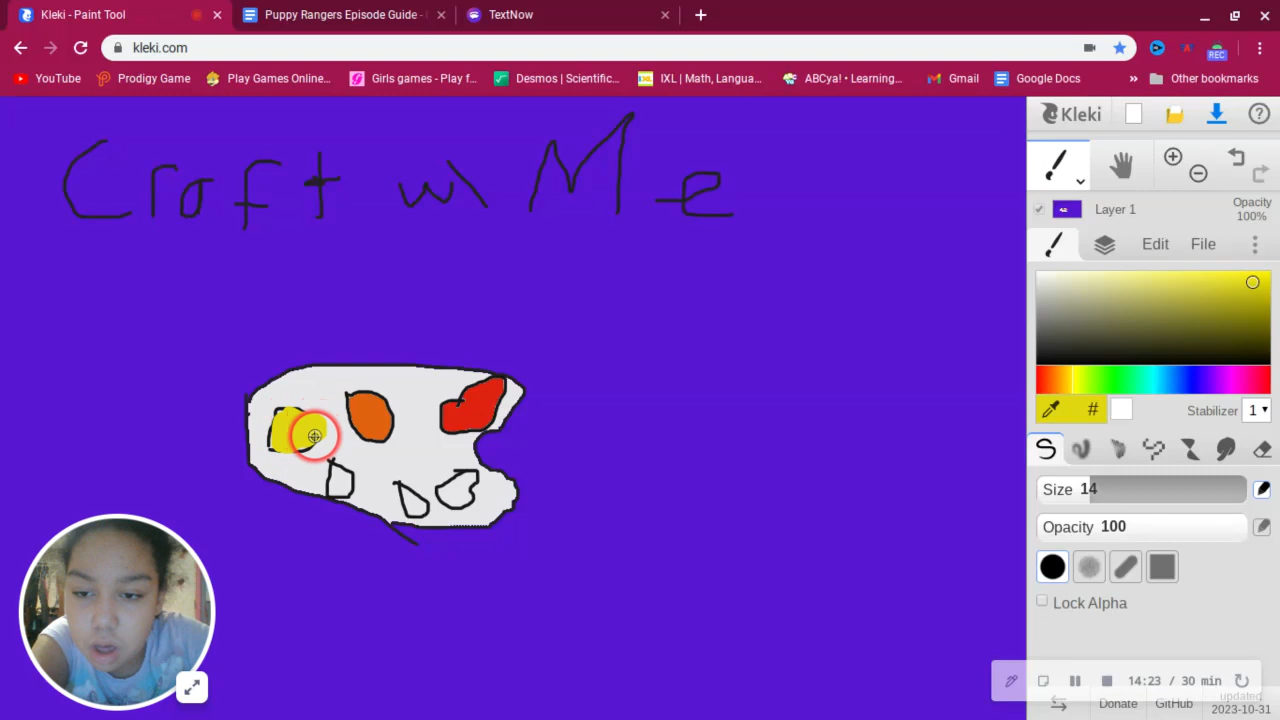 Kleki - Paint Tool
Puppy Rangers Episode Guide -
TextNow
kleki.com
REC
YouTube
Prodigy Game
Play Games Online...
Girls games - Play f...
Desmos | Scientific...
IXL | Math, Langua...
ABCya! • Learning...
Gmail
Google Docs
Other bookmarks
Craft w\ Me
Kleki
Layer 1
Opacity
100%
Edit
File
#
Stabilizer
1
Size 14
Opacity 100
Lock Alpha
14:23 / 30 min
Donate
GitHub
updated
2023-10-31